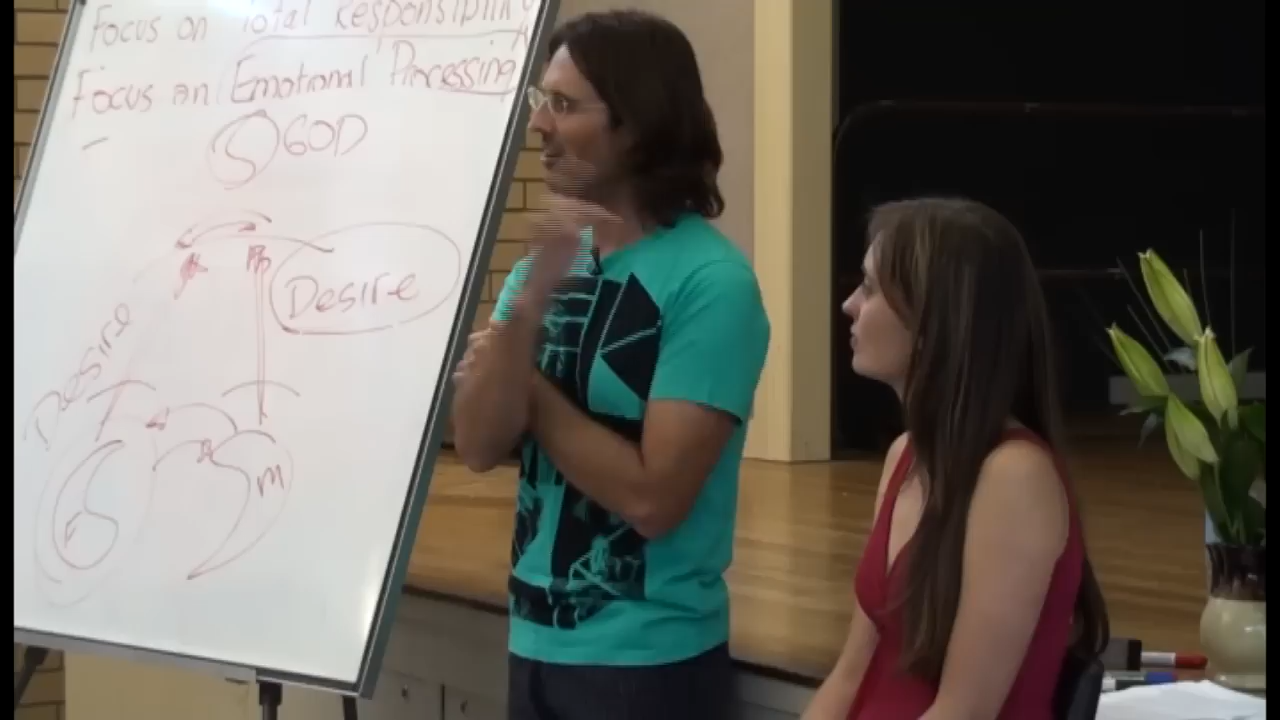 Focus on Total Responsibility
Focus on Emotional Processing
GOD
Desire
Desire
M